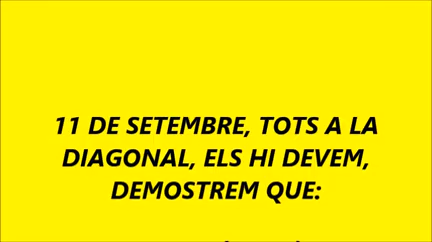 11 DE SETEMBRE, TOTS A LA
DIAGONAL, ELS HI DEVEM,
DEMOSTREM QUE: